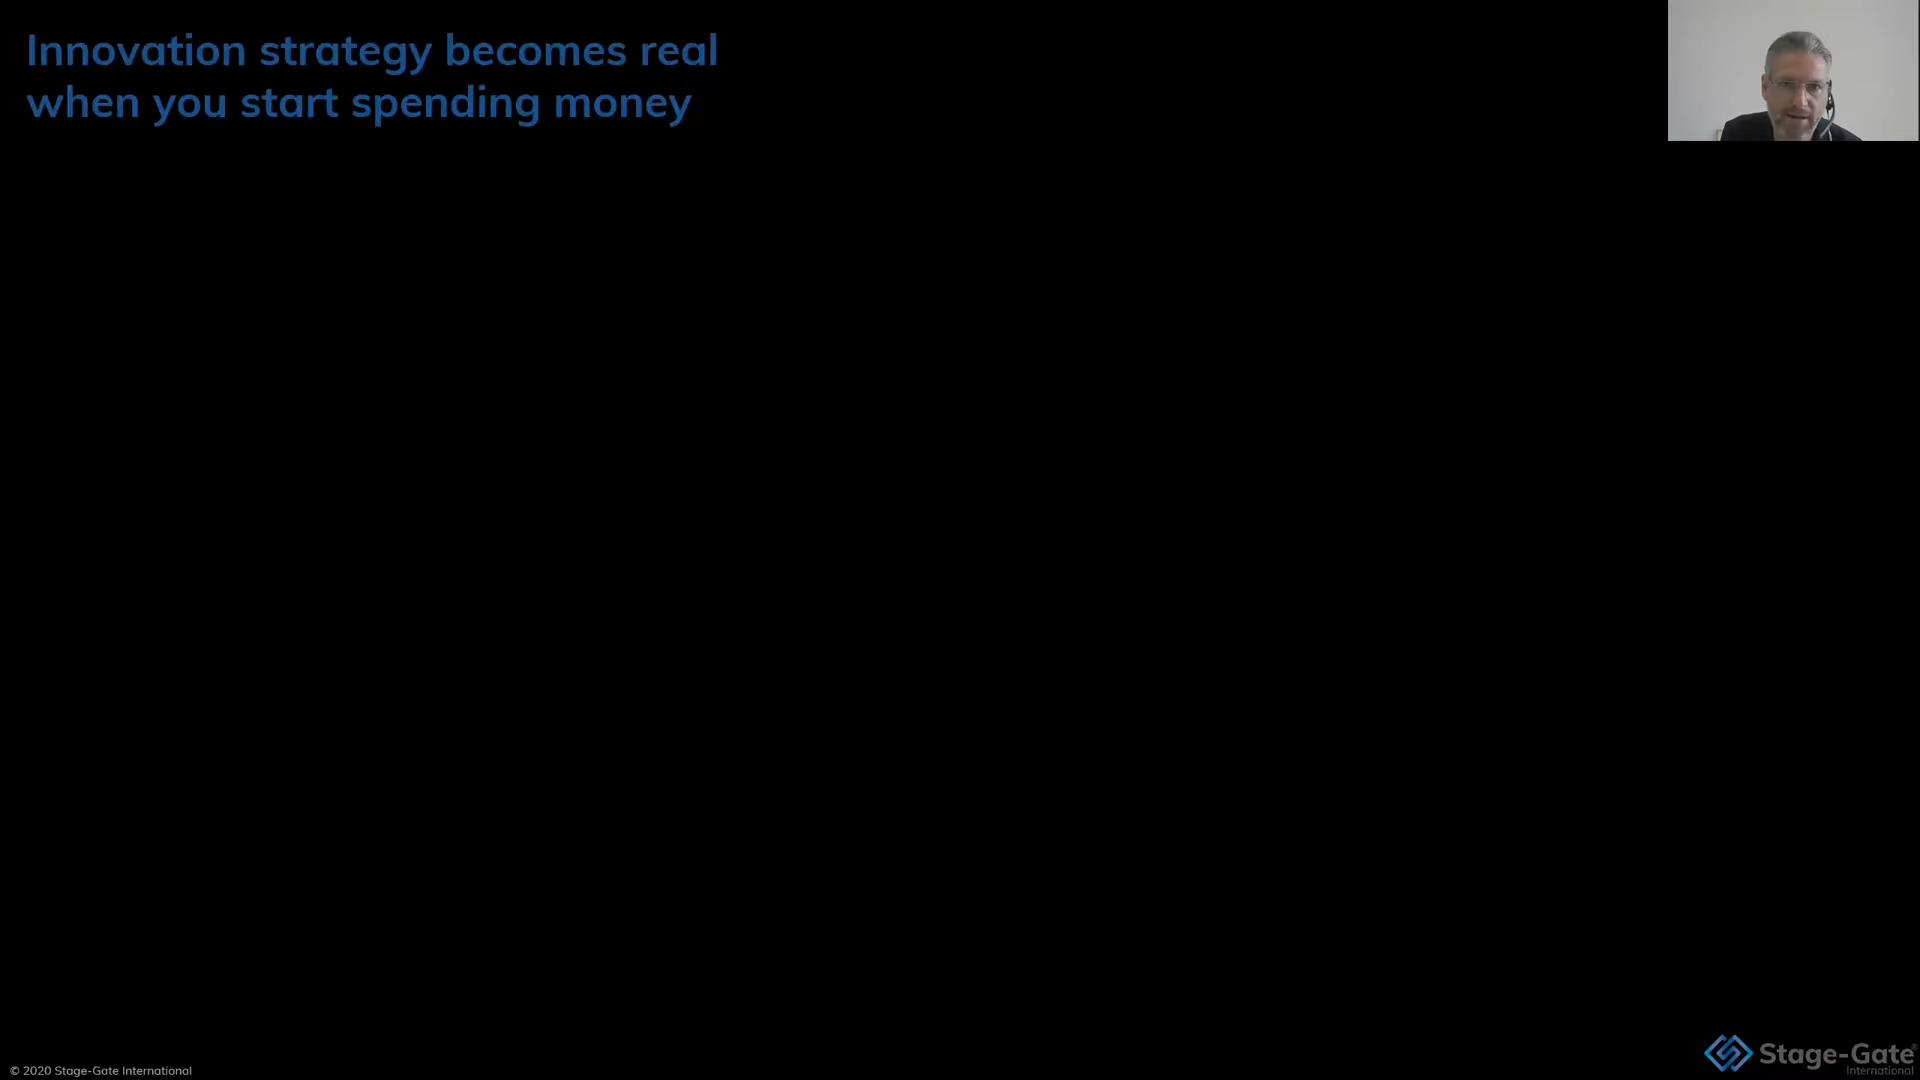 Innovation strategy becomes real
when you start spending money
© 2020 Stage-Gate International
Stage-Gate®
International